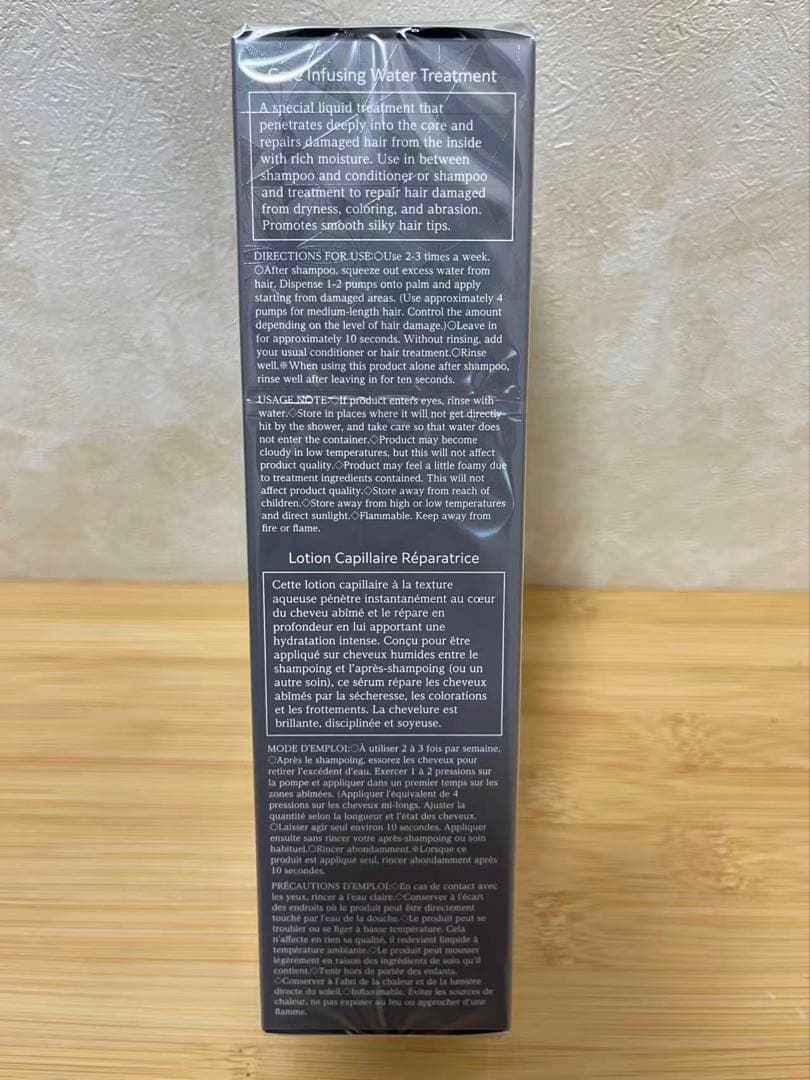 Core Infusing Water Treatment
A special liquid treatment that
penetrates deeply into the core and
repairs damaged hair from the inside
with rich moisture. Use in between
shampoo and conditioner or shampoo
and treatment to repair hair damaged
from dryness, coloring, and abrasion.
Promotes smooth silky hair tips.
DIRECTIONS FOR USE:○Use 2-3 times a week.
○After shampoo, squeeze out excess water from
hair. Dispense 1-2 pumps onto palm and apply
starting from damaged areas. (Use approximately 4
pumps for medium-length hair. Control the amount
depending on the level of hair damage.)○Leave in
for approximately 10 seconds. Without rinsing, add
your usual conditioner or hair treatment.○Rinse
well.※When using this product alone after shampoo,
rinse well after leaving in for ten seconds.
USAGE NOTE:◇If product enters eyes, rinse with
water.◇Store in places where it will not get directly
hit by the shower, and take care so that water does
not enter the container.◇Product may become
cloudy in low temperatures, but this will not affect
product quality.◇Product may feel a little foamy due
to treatment ingredients contained. This will not
affect product quality.◇Store away from reach of
children.◇Store away from high or low temperatures
and direct sunlight.◇Flammable. Keep away from
fire or flame.
Lotion Capillaire Réparatrice
Cette lotion capillaire à la texture
aqueuse pénètre instantanément au cœur
du cheveu abîmé et le répare en
profondeur en lui apportant une
hydratation intense. Conçu pour être
appliqué sur cheveux humides entre le
shampoing et l'après-shampoing (ou un
autre soin), ce sérum répare les cheveux
abîmés par la sécheresse, les colorations
et les frottements. La chevelure est
brillante, disciplinée et soyeuse.
MODE D'EMPLOI:○À utiliser 2 à 3 fois par semaine.
○Après le shampoing, essorez les cheveux pour
retirer l'excédent d'eau. Exercer 1 à 2 pressions sur
la pompe et appliquer dans un premier temps sur les
zones abîmées. (Appliquer l'équivalent de 4
pressions sur les cheveux mi-longs. Ajuster la
quantité selon la longueur et l'état des cheveux.
○Laisser agir seul environ 10 secondes. Appliquer
ensuite sans rincer votre après-shampoing ou soin
habituel.○Rincer abondamment.※Lorsque ce
produit est appliqué seul, rincer abondamment après
10 secondes.
PRÉCAUTIONS D'EMPLOI:◇En cas de contact avec
les yeux, rincer à l'eau claire.◇Conserver à l'écart
des endroits où le produit peut être directement
touché par l'eau de la douche.◇Le produit peut se
troubler ou se figer à basse température. Cela
n'affecte en rien sa qualité, il redevient limpide à
température ambiante.◇Le produit peut mousser
légèrement en raison des ingrédients de soin qu'il
contient.◇Tenir hors de portée des enfants.
◇Conserver à l'abri de la chaleur et de la lumière
directe du soleil.◇Inflammable. Éviter les sources de
chaleur, ne pas exposer au feu ou approcher d'une
flamme.